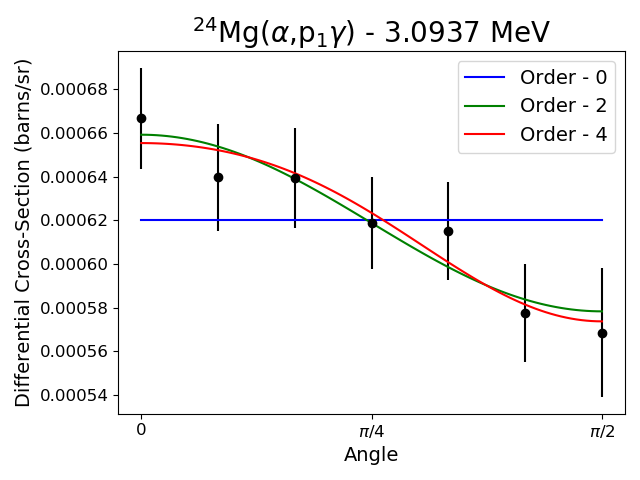 ²⁴Mg(α,p₁γ) - 3.0937 MeV
Differential Cross-Section (barns/sr)
0.00068
0.00066
0.00064
0.00062
0.00060
0.00058
0.00056
0.00054
Order - 0
Order - 2
Order - 4
0
π/4
π/2
Angle